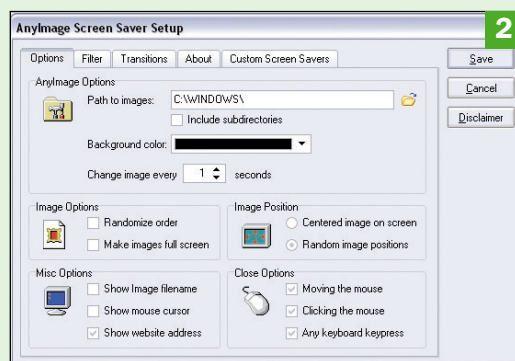 AnyImage Screen Saver Setup
2
Options Filter Transitions About Custom Screen Savers
Save
Cancel
Disclaimer
AnyImage Options
Path to images: C:\WINDOWS\
Include subdirectories
Background color:
Change image every 1 seconds
Image Options
Randomize order
Make images full screen
Image Position
Centered image on screen
Random image positions
Misc Options
Show Image filename
Show mouse cursor
Show website address
Close Options
Moving the mouse
Clicking the mouse
Any keyboard keypress